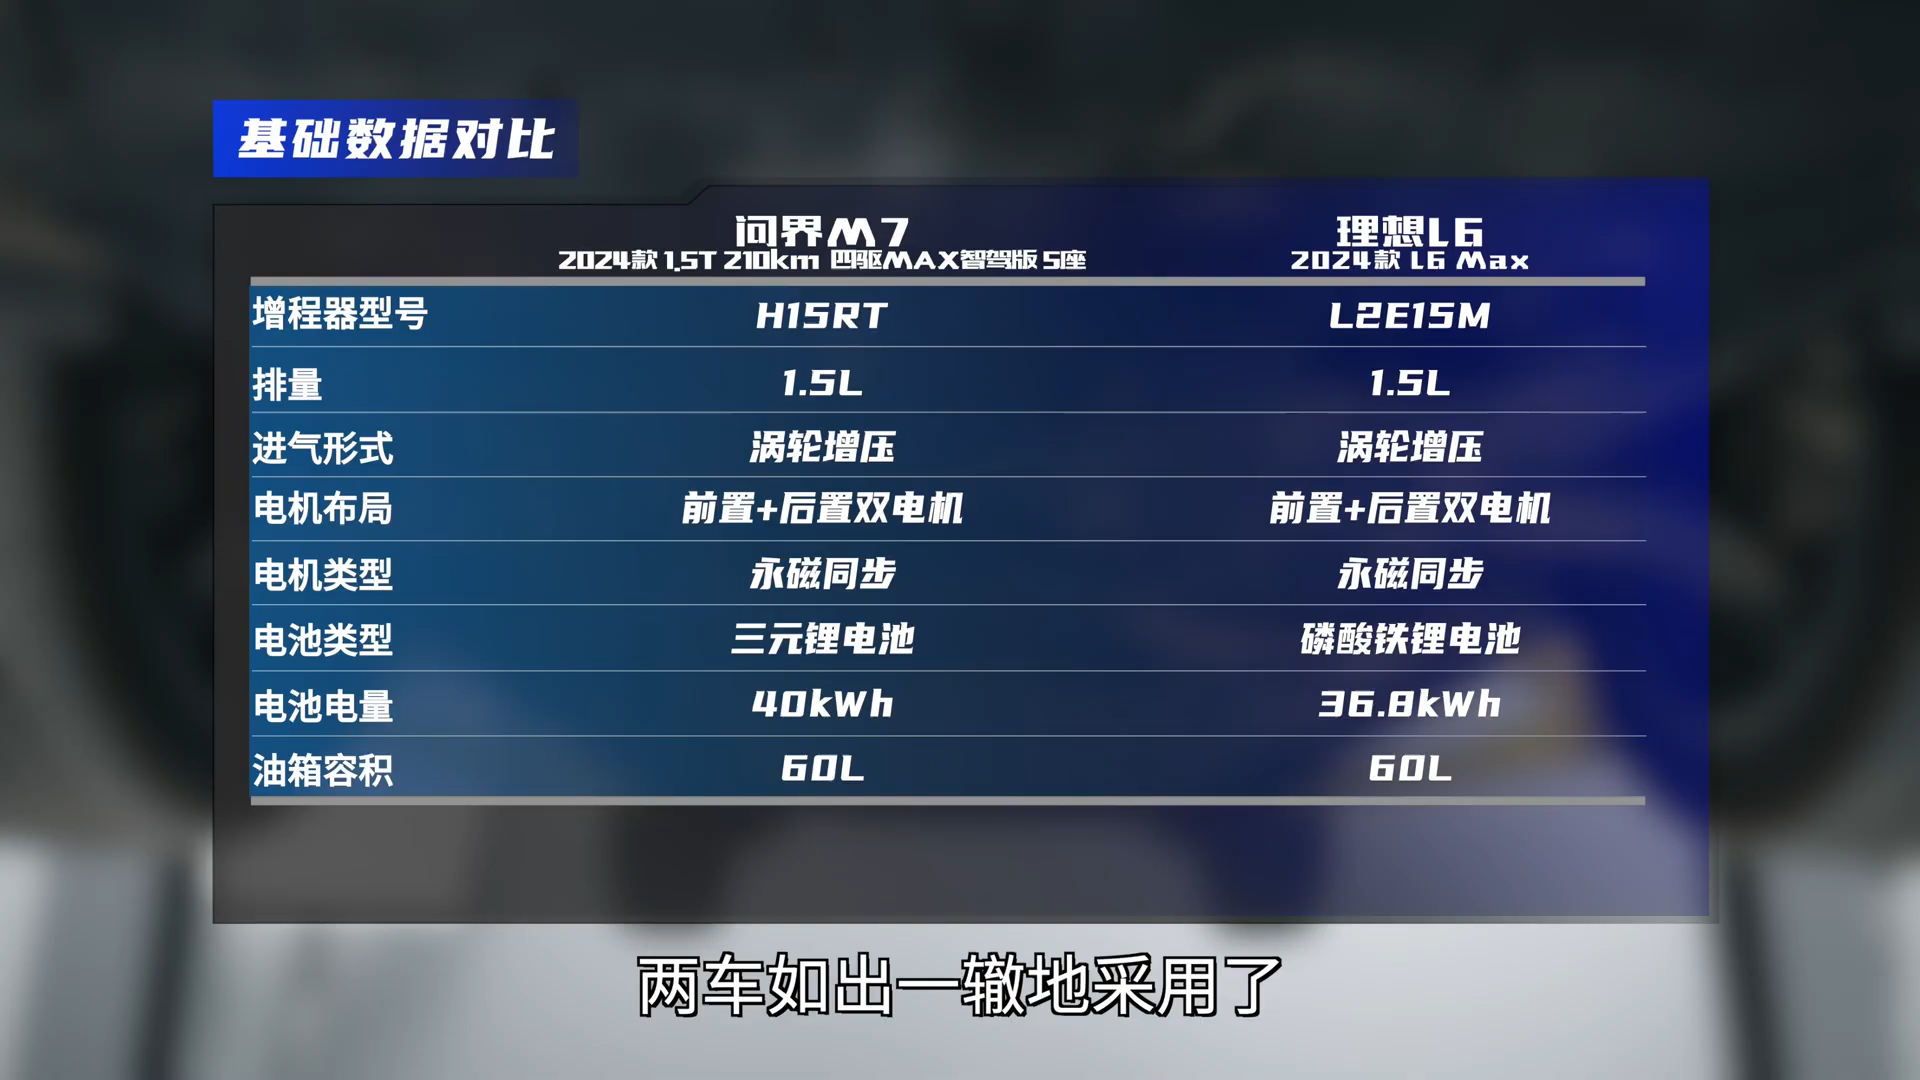 基础数据对比
问界M7 理想L6
2024款 1.5T 210km 四驱MAX智驾版 5座 2024款 L6 Max
增程器型号 H15RT L2E15M
排量 1.5L 1.5L
进气形式 涡轮增压 涡轮增压
电机布局 前置+后置双电机 前置+后置双电机
电机类型 永磁同步 永磁同步
电池类型 三元锂电池 磷酸铁锂电池
电池电量 40kWh 36.8kWh
油箱容积 60L 60L
两车如出一辙地采用了